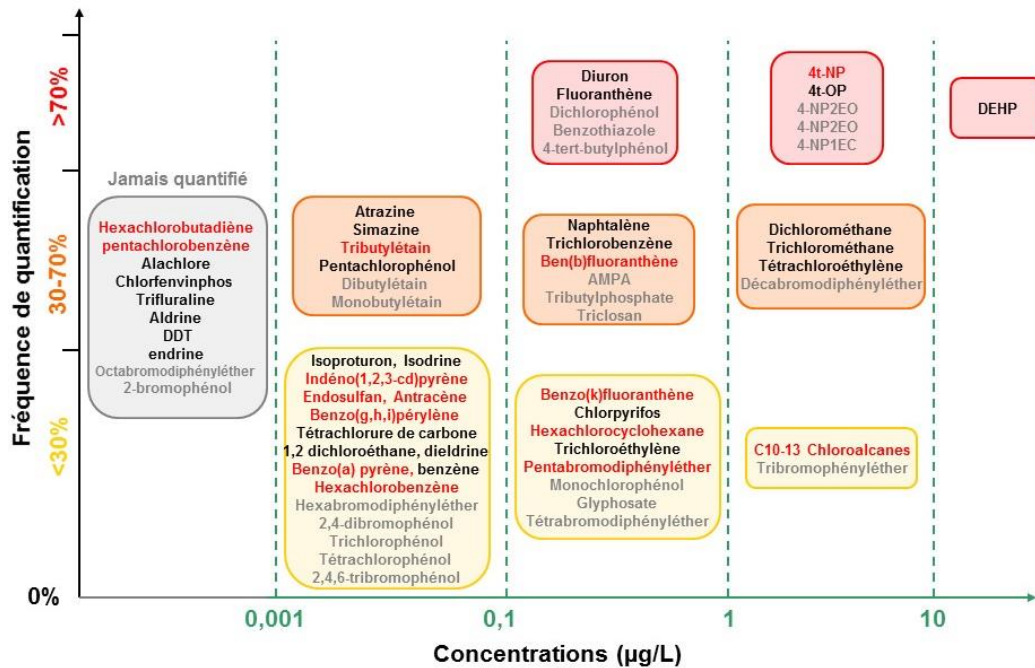 Fréquence de quantification
>70%
30-70%
<30%
0%
Jamais quantifié
Hexachlorobutadiène
pentachlorobenzène
Alachlore
Chlorfenvinphos
Trifluraline
Aldrine
DDT
endrine
Octabromodiphényléther
2-bromophénol
Atrazine
Simazine
Tributylétain
Pentachlorophénol
Dibutylétain
Monobutylétain
Isoproturon, Isodrine
Indéno(1,2,3-cd)pyrène
Endosulfan, Antracène
Benzo(g,h,i)pérylène
Tétrachlorure de carbone
1,2 dichloroéthane, dieldrine
Benzo(a) pyrène, benzène
Hexachlorobenzène
Hexabromodiphényléther
2,4-dibromophénol
Trichlorophénol
Tétrachlorophénol
2,4,6-tribromophénol
Diuron
Fluoranthène
Dichlorophénol
Benzothiazole
4-tert-butylphénol
Naphtalène
Trichlorobenzène
Ben(b)fluoranthène
AMPA
Tributylphosphate
Triclosan
Benzo(k)fluoranthène
Chlorpyrifos
Hexachlorocyclohexane
Trichloroéthylène
Pentabromodiphényléther
Monochlorophénol
Glyphosate
Tétrabromodiphényléther
4t-NP
4t-OP
4-NP2EO
4-NP2EO
4-NP1EC
Dichlorométhane
Trichlorométhane
Tétrachloroéthylène
Décabromodiphényléther
C10-13 Chloroalcanes
Tribromophényléther
DEHP
0,001
0,1
1
10
Concentrations (µg/L)